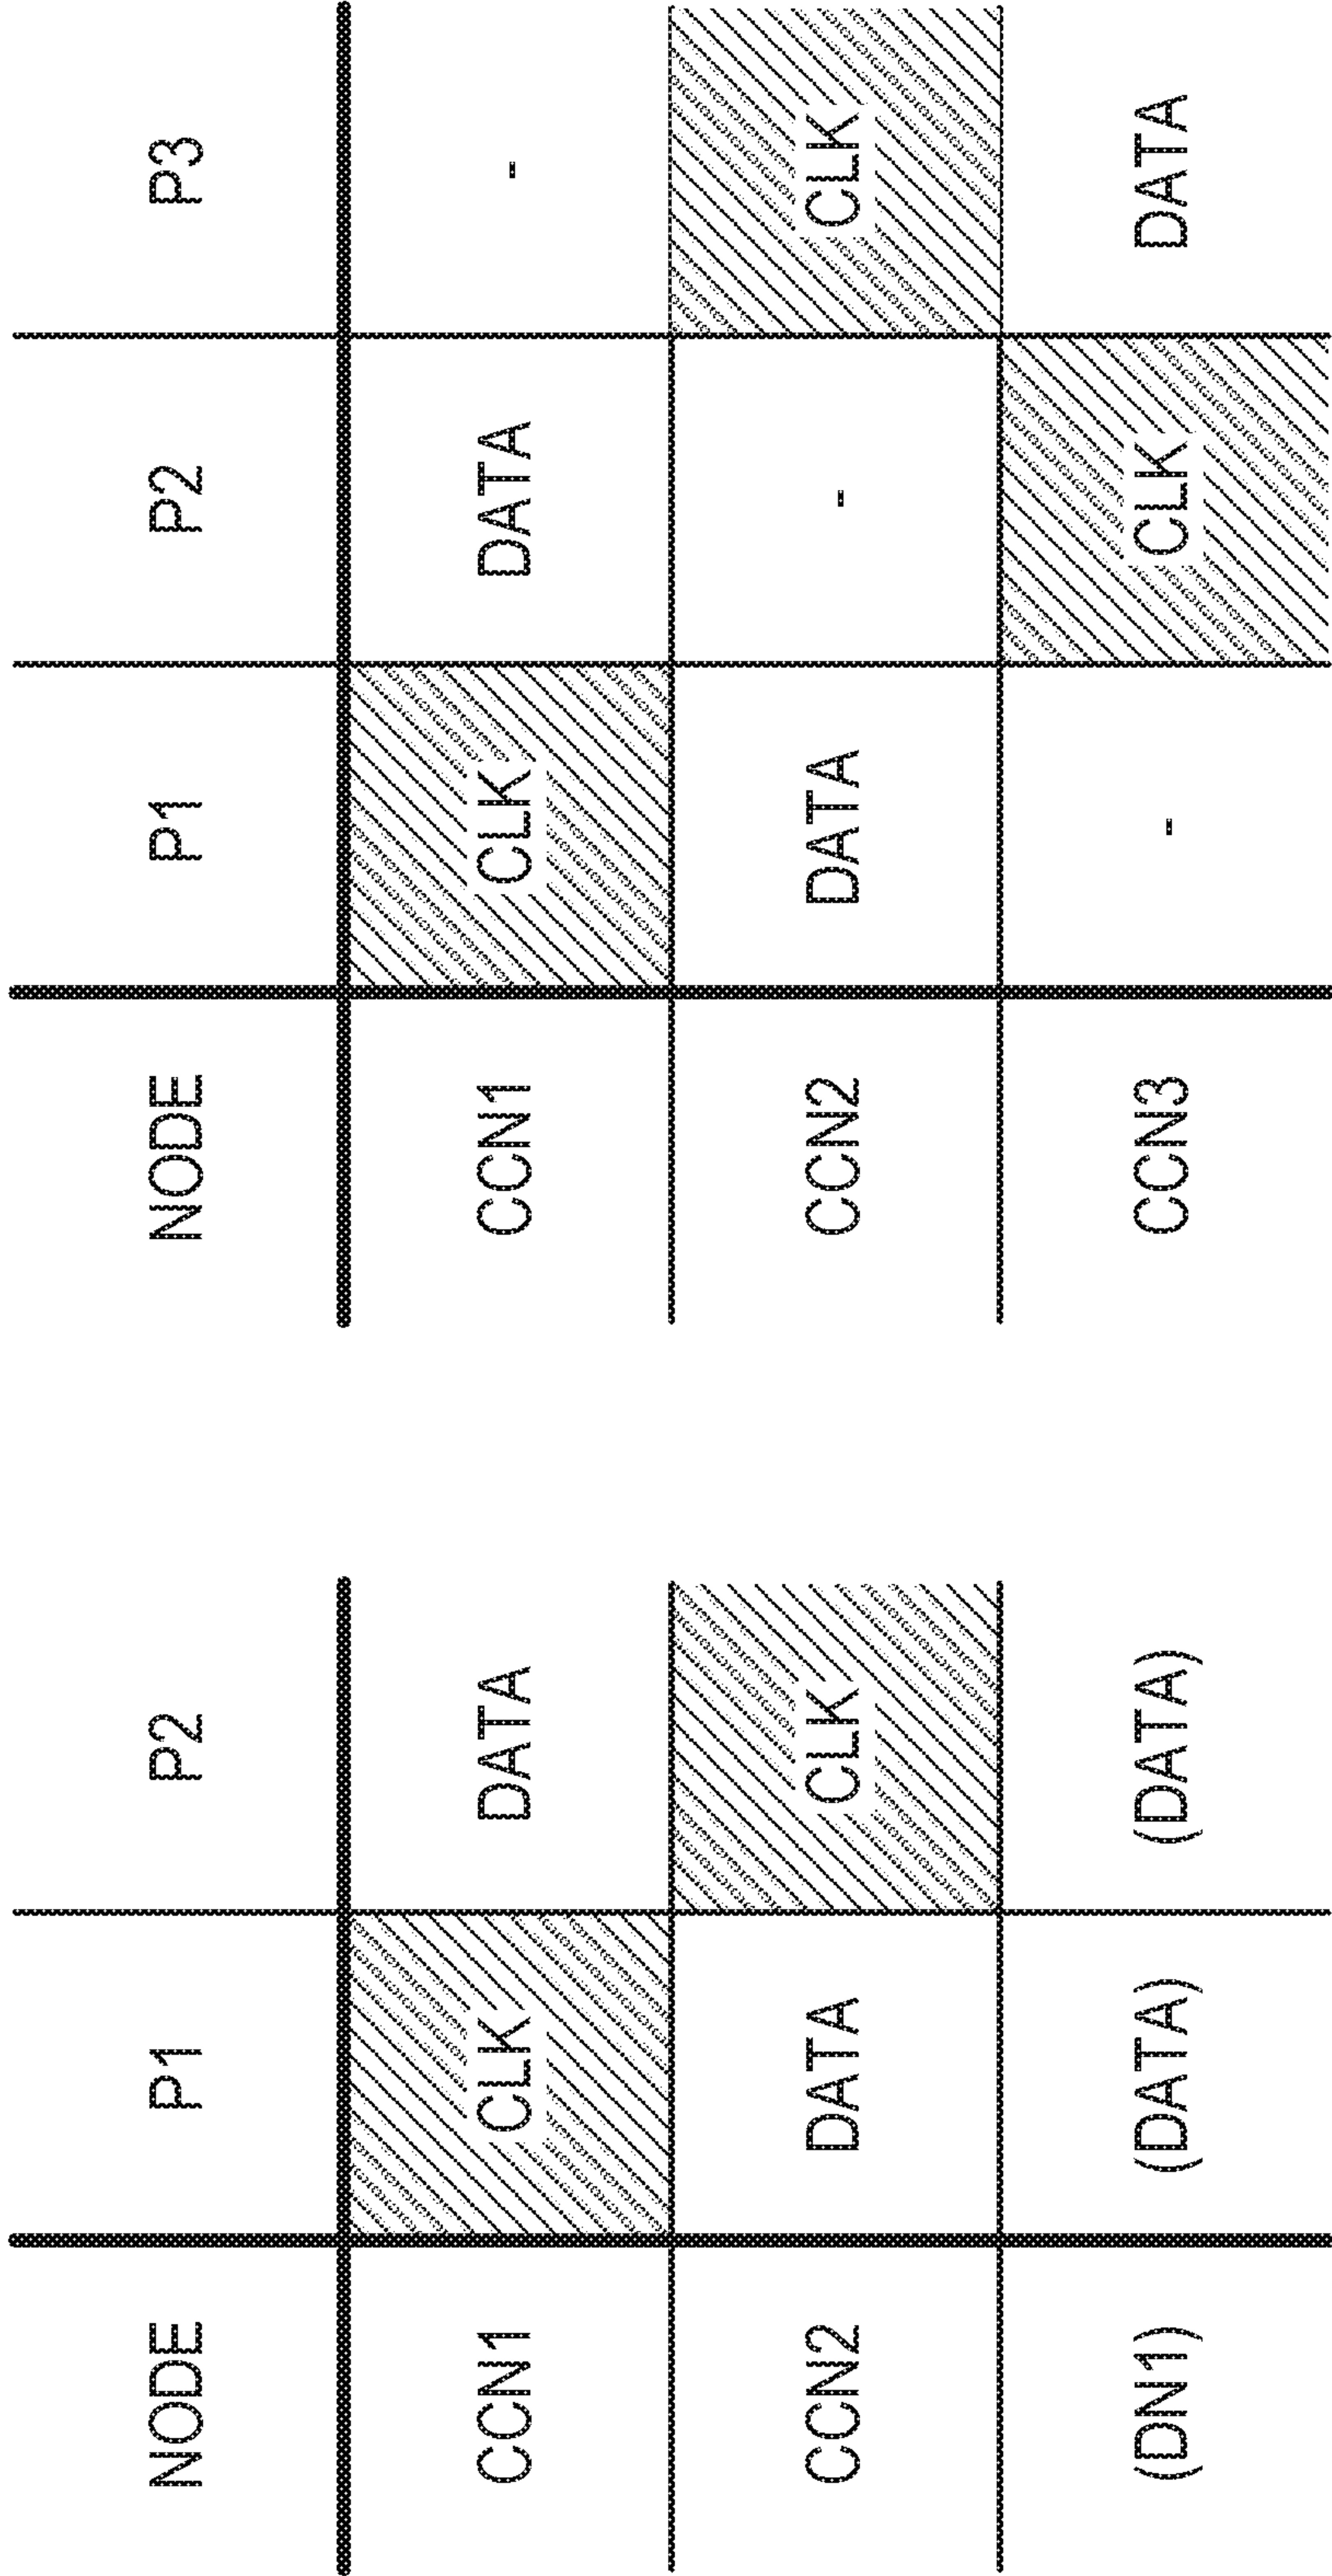 NODE P1 P2
CCN1 CLK DATA
CCN2 DATA CLK
(DN1) (DATA) (DATA)
NODE P1 P2 P3
CCN1 CLK DATA -
CCN2 DATA - CLK
CCN3 - CLK DATA